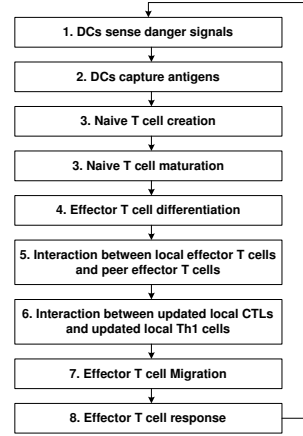 1. DCs sense danger signals
2. DCs capture antigens
3. Naive T cell creation
3. Naive T cell maturation
4. Effector T cell differentiation
5. Interaction between local effector T cells
and peer effector T cells
6. Interaction between updated local CTLs
and updated local Th1 cells
7. Effector T cell Migration
8. Effector T cell response